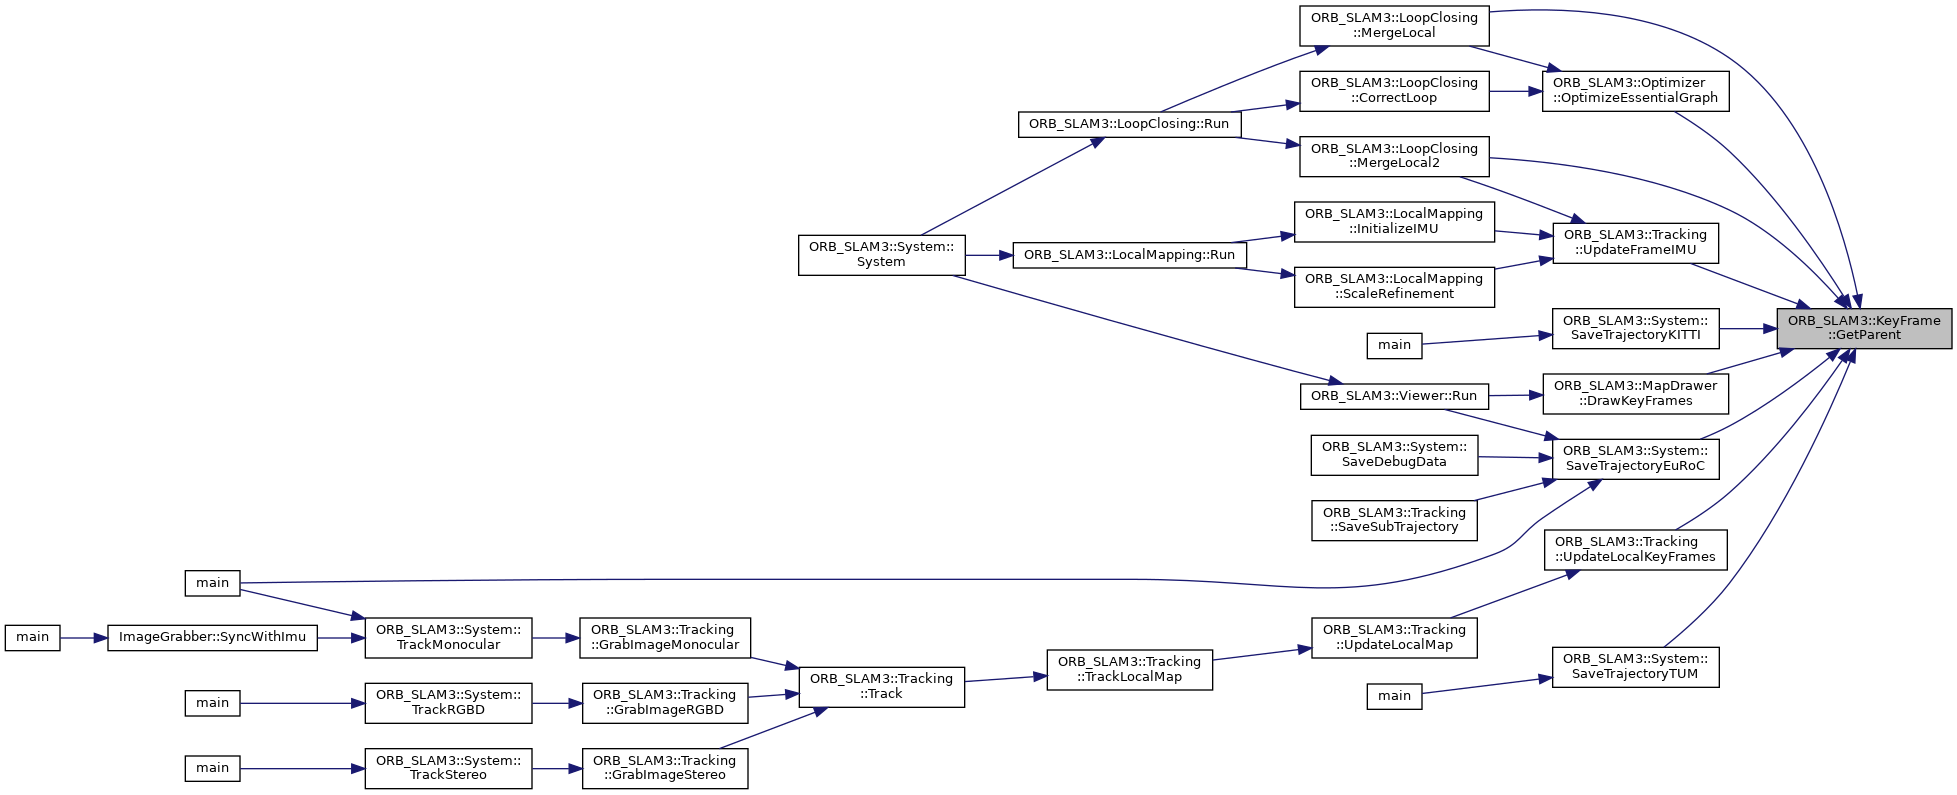 ORB_SLAM3::LoopClosing
::MergeLocal
ORB_SLAM3::LoopClosing
::CorrectLoop
ORB_SLAM3::Optimizer
::OptimizeEssentialGraph
ORB_SLAM3::LoopClosing::Run
ORB_SLAM3::LoopClosing
::MergeLocal2
ORB_SLAM3::LocalMapping
::InitializeIMU
ORB_SLAM3::Tracking
::UpdateFrameIMU
ORB_SLAM3::System::
System
ORB_SLAM3::LocalMapping::Run
ORB_SLAM3::LocalMapping
::ScaleRefinement
ORB_SLAM3::KeyFrame
::GetParent
ORB_SLAM3::System::
SaveTrajectoryKITTI
main
ORB_SLAM3::MapDrawer
::DrawKeyFrames
ORB_SLAM3::Viewer::Run
ORB_SLAM3::System::
SaveDebugData
ORB_SLAM3::System::
SaveTrajectoryEuRoC
ORB_SLAM3::Tracking
::SaveSubTrajectory
ORB_SLAM3::Tracking
::UpdateLocalKeyFrames
main
main
ImageGrabber::SyncWithImu
ORB_SLAM3::System::
TrackMonocular
ORB_SLAM3::Tracking
::GrabImageMonocular
ORB_SLAM3::Tracking
::UpdateLocalMap
ORB_SLAM3::Tracking
::TrackLocalMap
ORB_SLAM3::System::
SaveTrajectoryTUM
ORB_SLAM3::Tracking
::Track
main
main
ORB_SLAM3::System::
TrackRGBD
ORB_SLAM3::Tracking
::GrabImageRGBD
main
ORB_SLAM3::System::
TrackStereo
ORB_SLAM3::Tracking
::GrabImageStereo